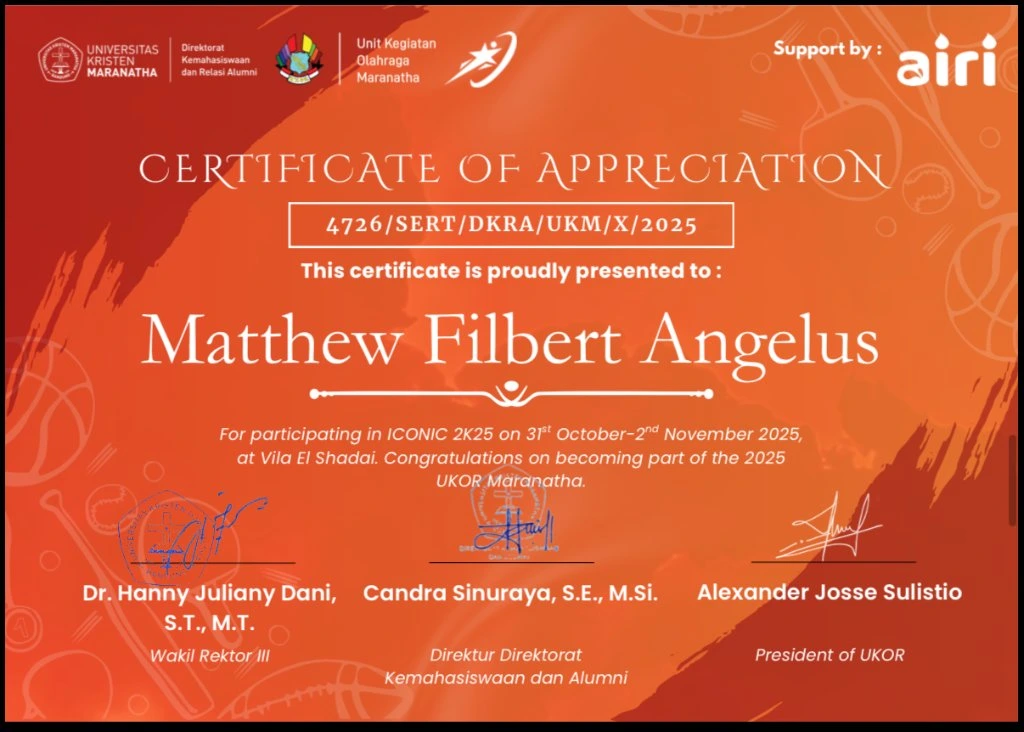 UNIVERSITAS
KRISTEN
MARANATHA
Direktorat
Kemahasiswaan
dan Relasi Alumni
Unit Kegiatan
Olahraga
Maranatha
Support by :
airi
CERTIFICATE OF APPRECIATION
4726/SERT/DKRA/UKM/X/2025
This certificate is proudly presented to :
Matthew Filbert Angelus
For participating in ICONIC 2K25 on 31st October-2nd November 2025,
at Vila El Shadai. Congratulations on becoming part of the 2025
UKOR Maranatha.
Dr. Hanny Juliany Dani,
S.T., M.T.
Wakil Rektor III
Candra Sinuraya, S.E., M.Si.
Direktur Direktorat
Kemahasiswaan dan Alumni
Alexander Josse Sulistio
President of UKOR